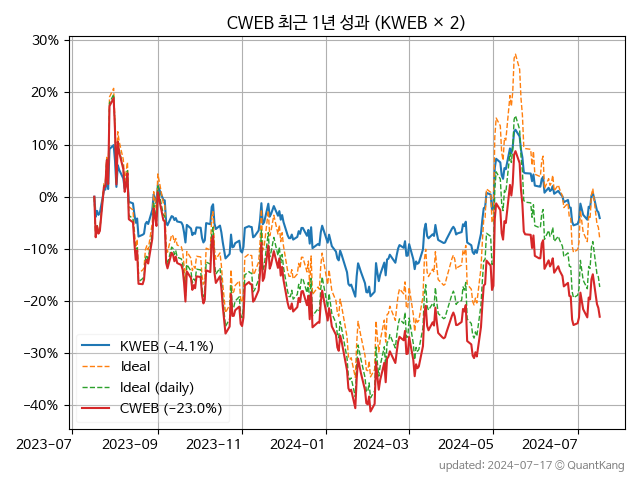 CWEB 최근 1년 성과 (KWEB × 2)
30%
20%
10%
0%
−10%
−20%
−30%
−40%
KWEB (−4.1%)
Ideal
Ideal (daily)
CWEB (−23.0%)
2023-07 2023-09 2023-11 2024-01 2024-03 2024-05 2024-07
updated: 2024-07-17 © QuantKang